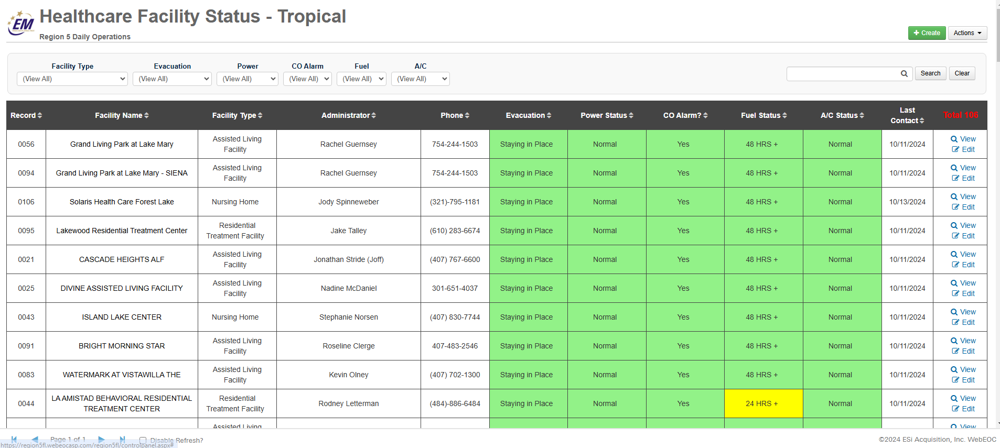 EM
Healthcare Facility Status - Tropical
Region 5 Daily Operations
Create
Actions
Facility Type Evacuation Power CO Alarm Fuel A/C
(View All) (View All) (View All) (View All) (View All) (View All)
Search Clear
Record Facility Name Facility Type Administrator Phone Evacuation Power Status CO Alarm? Fuel Status A/C Status Last Contact Total 106
0056 Grand Living Park at Lake Mary Assisted Living Facility Rachel Guernsey 754-244-1503 Staying in Place Normal Yes 48 HRS + Normal 10/11/2024 View Edit
0094 Grand Living Park at Lake Mary - SIENA Assisted Living Facility Rachel Guernsey 754-244-1503 Staying in Place Normal Yes 48 HRS + Normal 10/11/2024 View Edit
0106 Solaris Health Care Forest Lake Nursing Home Jody Spinneweber (321)-795-1181 Staying in Place Normal Yes 48 HRS + Normal 10/13/2024 View Edit
0095 Lakewood Residential Treatment Center Residential Treatment Facility Jake Talley (610) 283-6674 Staying in Place Normal Yes 48 HRS + Normal 10/11/2024 View Edit
0021 CASCADE HEIGHTS ALF Assisted Living Facility Jonathan Stride (Joff) (407) 767-6600 Staying in Place Normal Yes 48 HRS + Normal 10/11/2024 View Edit
0025 DIVINE ASSISTED LIVING FACILITY Assisted Living Facility Nadine McDaniel 301-651-4037 Staying in Place Normal Yes 48 HRS + Normal 10/11/2024 View Edit
0043 ISLAND LAKE CENTER Nursing Home Stephanie Norsen (407) 830-7744 Staying in Place Normal Yes 48 HRS + Normal 10/11/2024 View Edit
0091 BRIGHT MORNING STAR Assisted Living Facility Roseline Clerge 407-483-2546 Staying in Place Normal Yes 48 HRS + Normal 10/11/2024 View Edit
0083 WATERMARK AT VISTAWILLA THE Assisted Living Facility Kevin Olney (407) 702-1300 Staying in Place Normal Yes 48 HRS + Normal 10/11/2024 View Edit
0044 LA AMISTAD BEHAVIORAL RESIDENTIAL TREATMENT CENTER Residential Treatment Facility Rodney Letterman (484)-886-6484 Staying in Place Normal Yes 24 HRS + Normal 10/11/2024 View Edit
Assisted Living View
Page 1 of 1 Disable Refresh? ©2024 ESi Acquisition, Inc. WebEOC
https://region5fl.webeocasp.com/region5fl/controlpanel.aspx#